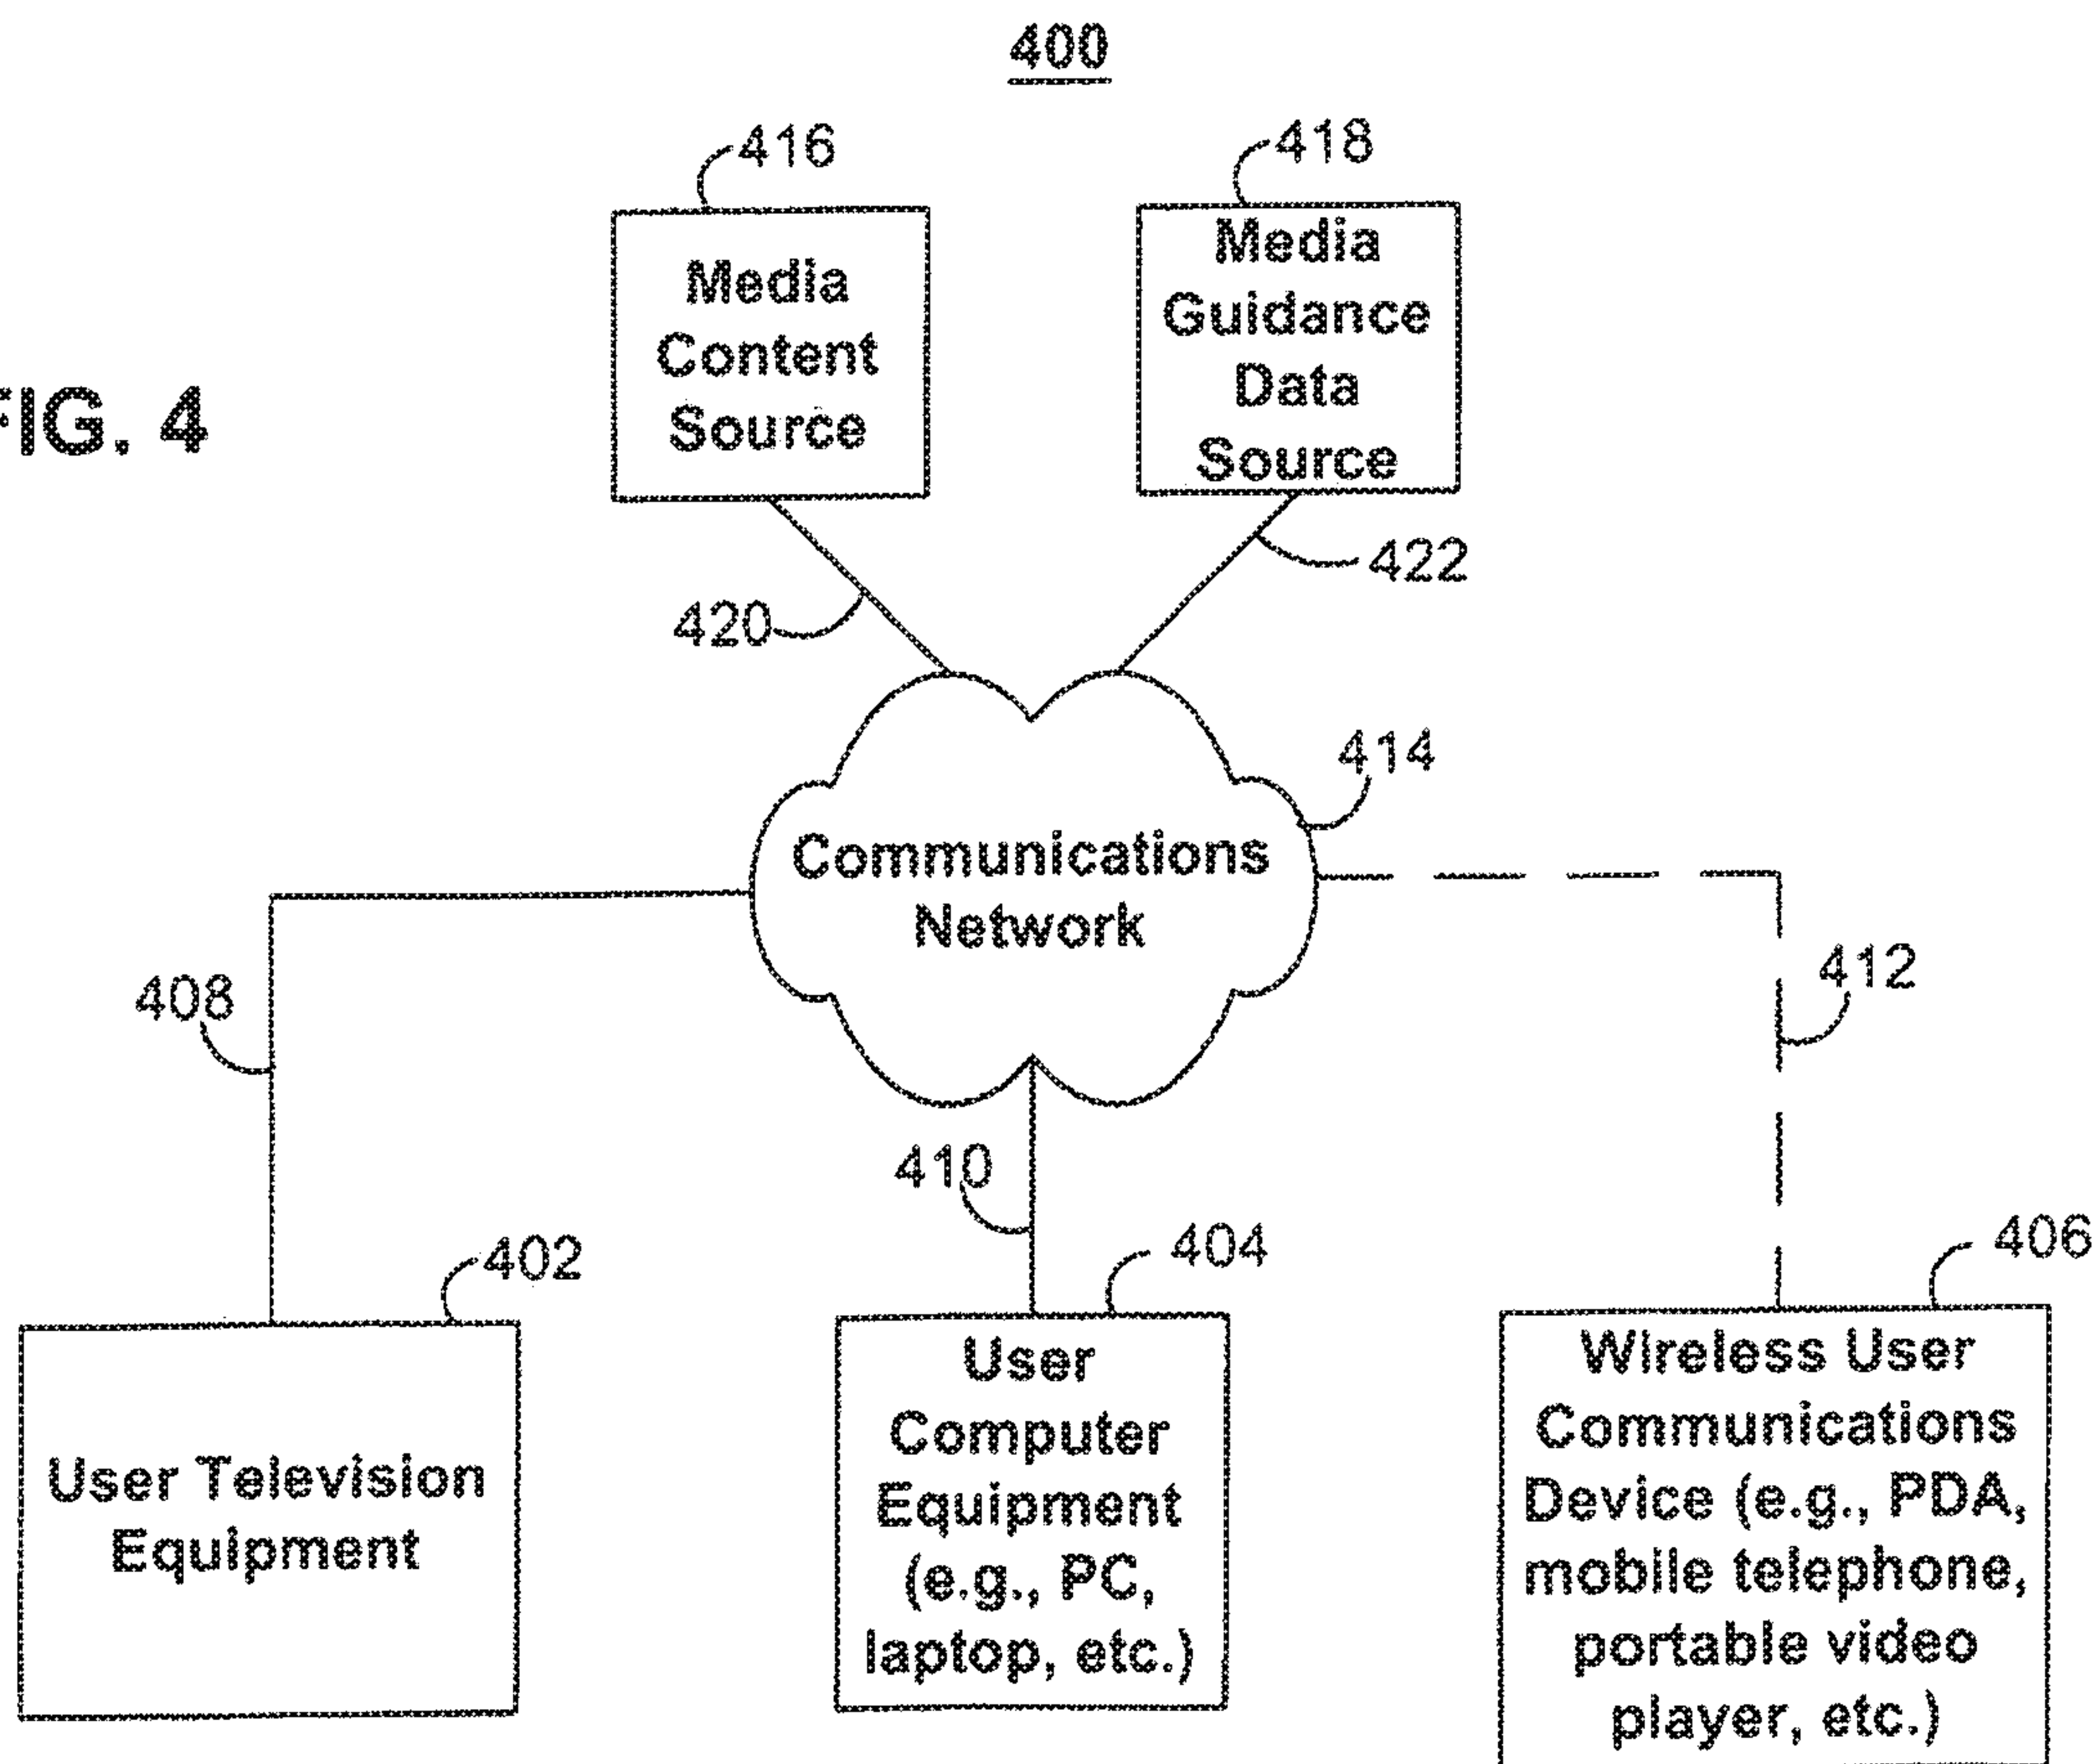 400
416
418
Media
Content
Source
Media
Guidance
Data
Source
FIG. 4
420
422
414
Communications
Network
408
412
410
402
404
406
User Television
Equipment
User
Computer
Equipment
(e.g., PC,
laptop, etc.)
Wireless User
Communications
Device (e.g., PDA,
mobile telephone,
portable video
player, etc.)